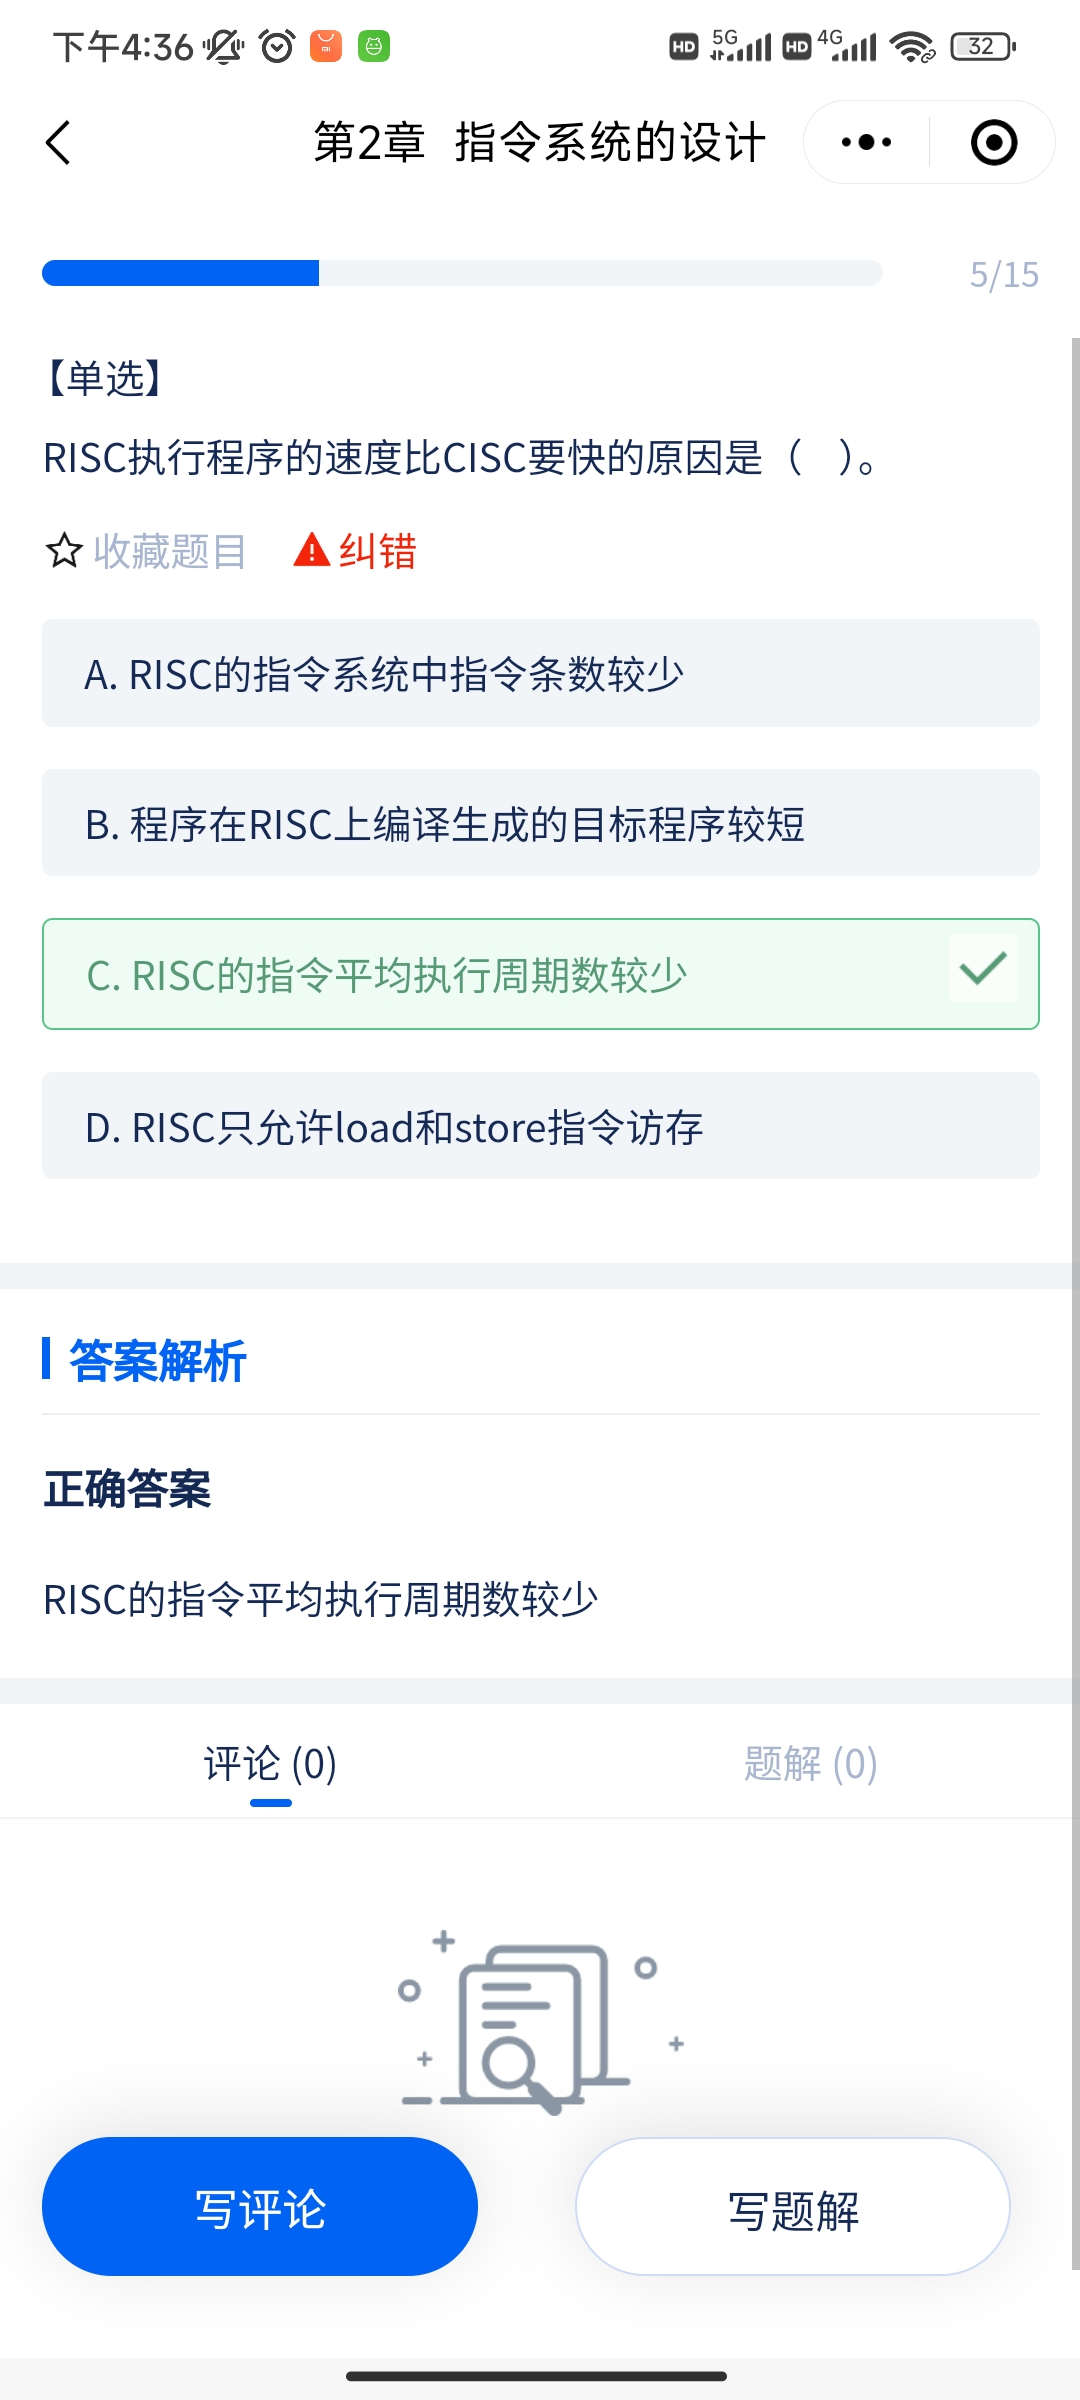 下午4:36
HD 5G HD 4G 32
第2章 指令系统的设计
5/15
【单选】
RISC执行程序的速度比CISC要快的原因是（ ）。
收藏题目 纠错
A. RISC的指令系统中指令条数较少
B. 程序在RISC上编译生成的目标程序较短
C. RISC的指令平均执行周期数较少
D. RISC只允许load和store指令访存
答案解析
正确答案
RISC的指令平均执行周期数较少
评论 (0) 题解 (0)
写评论 写题解